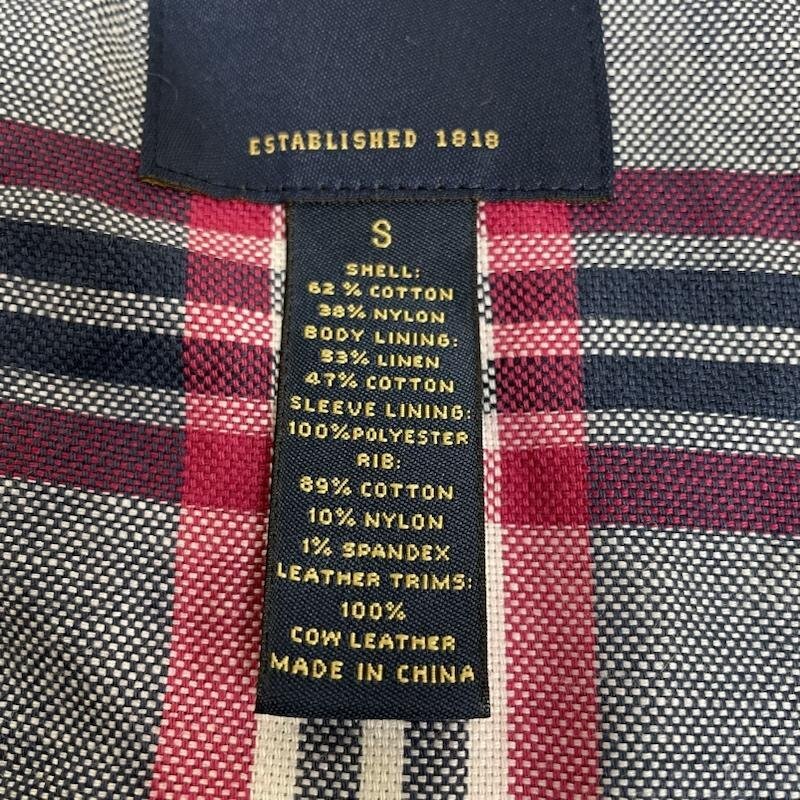 ESTABLISHED 1818
S
SHELL:
62 % COTTON
38% NYLON
BODY LINING:
53% LINEN
47% COTTON
SLEEVE LINING:
100%POLYESTER
RIB:
89% COTTON
10% NYLON
1% SPANDEX
LEATHER TRIMS:
100%
COW LEATHER
MADE IN CHINA